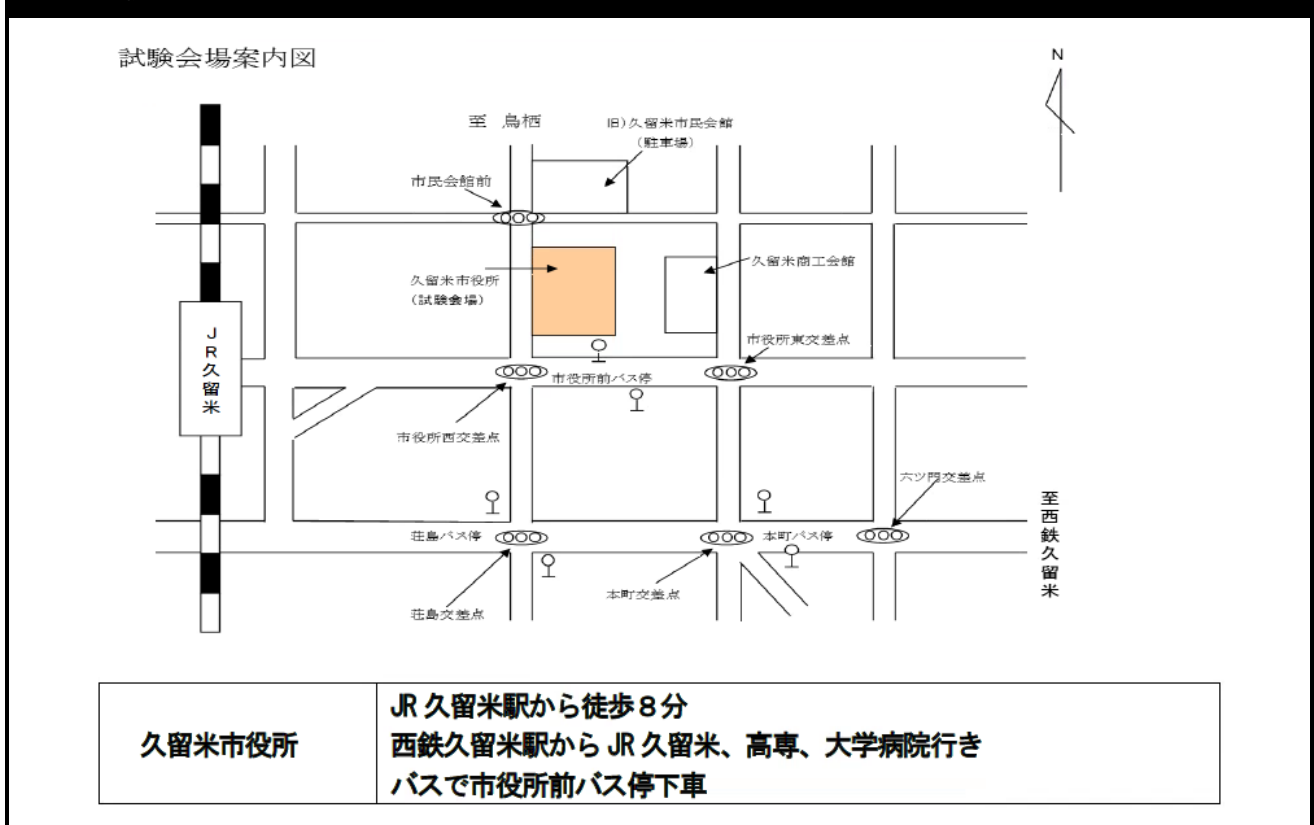 試験会場案内図
N
至 鳥栖
旧)久留米市民会館
(駐車場)
市民会館前
久留米市役所
(試験会場)
久留米商工会館
JR久留米
市役所東交差点
市役所前バス停
市役所西交差点
六ツ門交差点
至西鉄久留米
荘島バス停
本町バス停
本町交差点
荘島交差点
久留米市役所
JR 久留米駅から徒歩8分
西鉄久留米駅から JR 久留米、高専、大学病院行き
バスで市役所前バス停下車